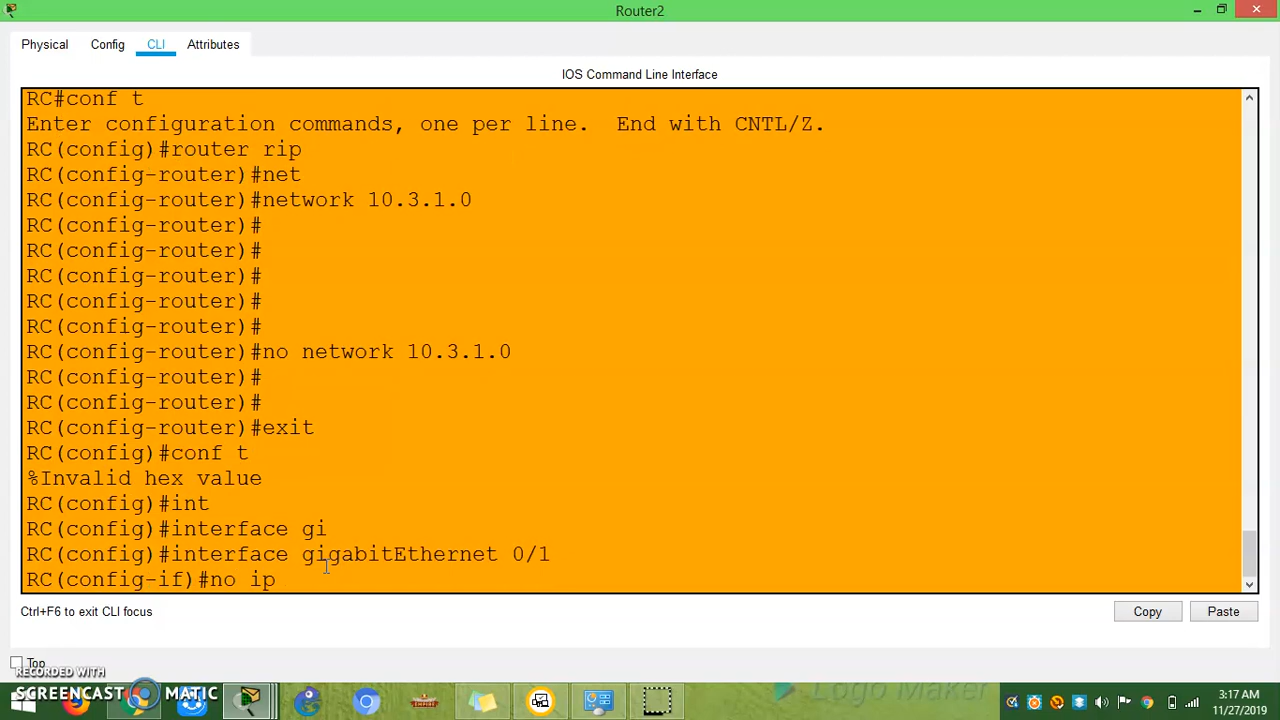 Router2
Physical Config CLI Attributes
IOS Command Line Interface
RC#conf t
Enter configuration commands, one per line. End with CNTL/Z.
RC(config)#router rip
RC(config-router)#net
RC(config-router)#network 10.3.1.0
RC(config-router)#
RC(config-router)#
RC(config-router)#
RC(config-router)#
RC(config-router)#
RC(config-router)#no network 10.3.1.0
RC(config-router)#
RC(config-router)#
RC(config-router)#exit
RC(config)#conf t
%Invalid hex value
RC(config)#int
RC(config)#interface gi
RC(config)#interface gigabitEthernet 0/1
RC(config-if)#no ip
Ctrl+F6 to exit CLI focus
Copy Paste
Top
RECORDED WITH
SCREENCAST MATIC
Logo Maker
3:17 AM
11/27/2019